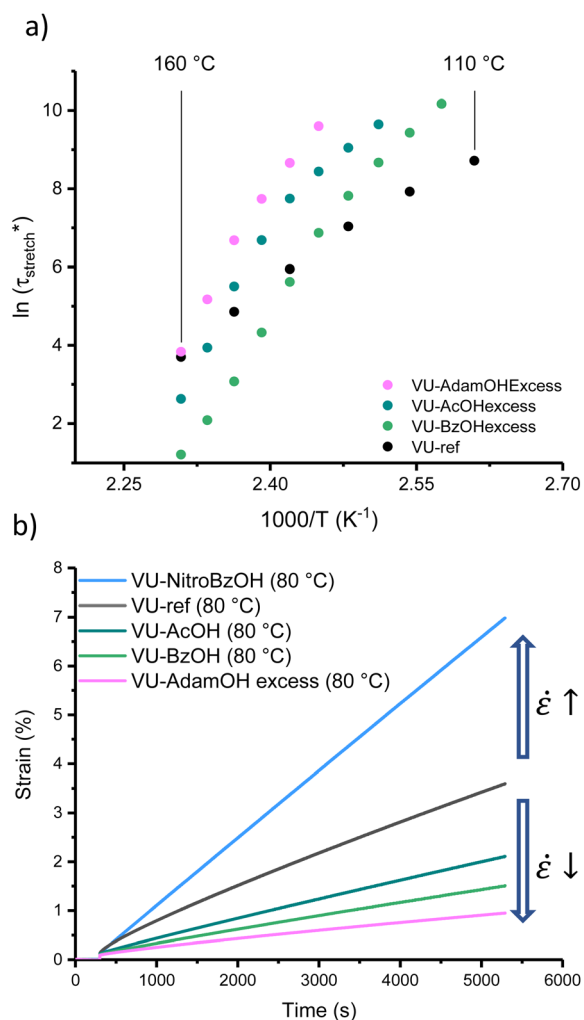 a)
160 °C
110 °C
10
8
6
4
2
ln (τstretch*)
VU-AdamOHExcess
VU-AcOHexcess
VU-BzOHexcess
VU-ref
2.25 2.40 2.55 2.70
1000/T (K-1)
b)
8
7
6
5
4
3
2
1
0
Strain (%)
VU-NitroBzOH (80 °C)
VU-ref (80 °C)
VU-AcOH (80 °C)
VU-BzOH (80 °C)
VU-AdamOH excess (80 °C)
ε̇ ↑
ε̇ ↓
0 1000 2000 3000 4000 5000 6000
Time (s)